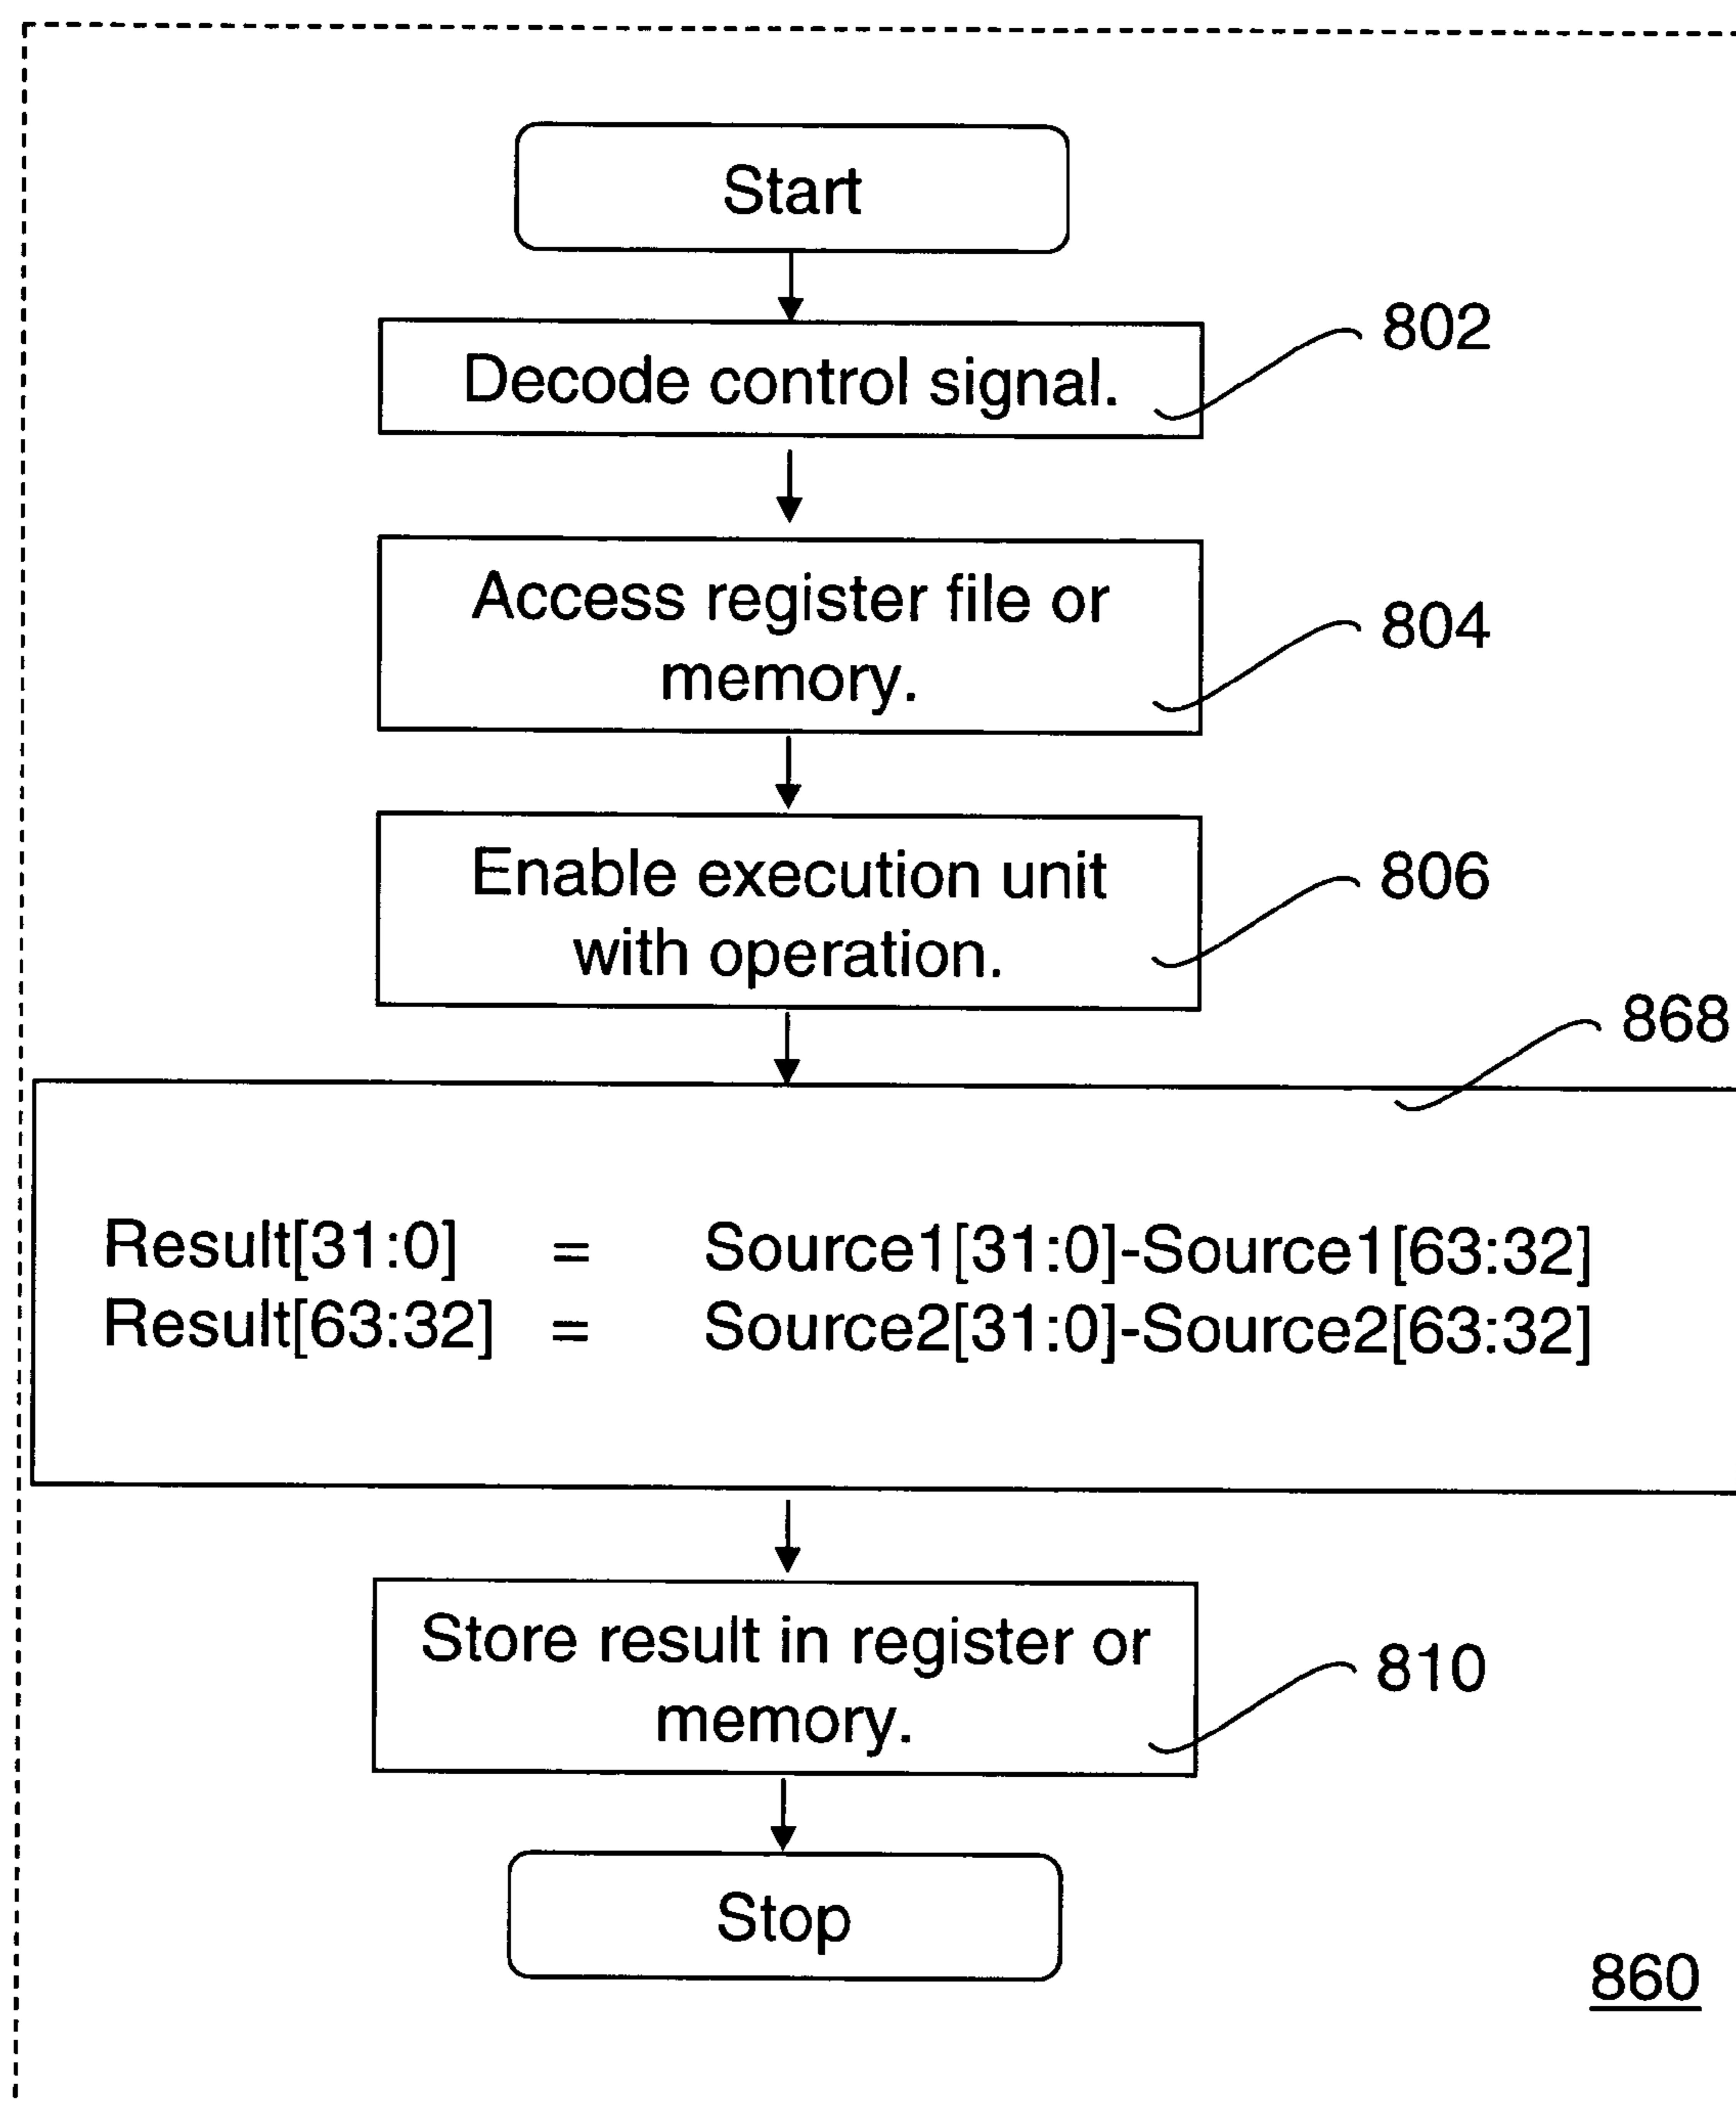 Start
Decode control signal.
802
Access register file or
memory.
804
Enable execution unit
with operation.
806
868
Result[31:0] = Source1[31:0]-Source1[63:32]
Result[63:32] = Source2[31:0]-Source2[63:32]
Store result in register or
memory.
810
Stop
860